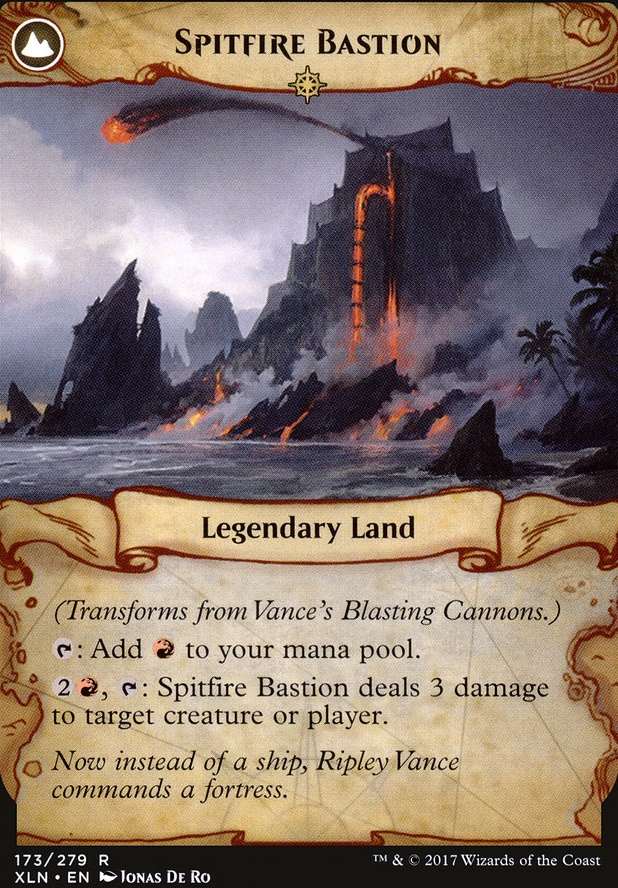 Spitfire Bastion
Legendary Land
(Transforms from Vance's Blasting Cannons.)
: Add to your mana pool.
2 , : Spitfire Bastion deals 3 damage
to target creature or player.
Now instead of a ship, Ripley Vance
commands a fortress.
173/279 R
XLN • EN Jonas De Ro
™ & © 2017 Wizards of the Coast